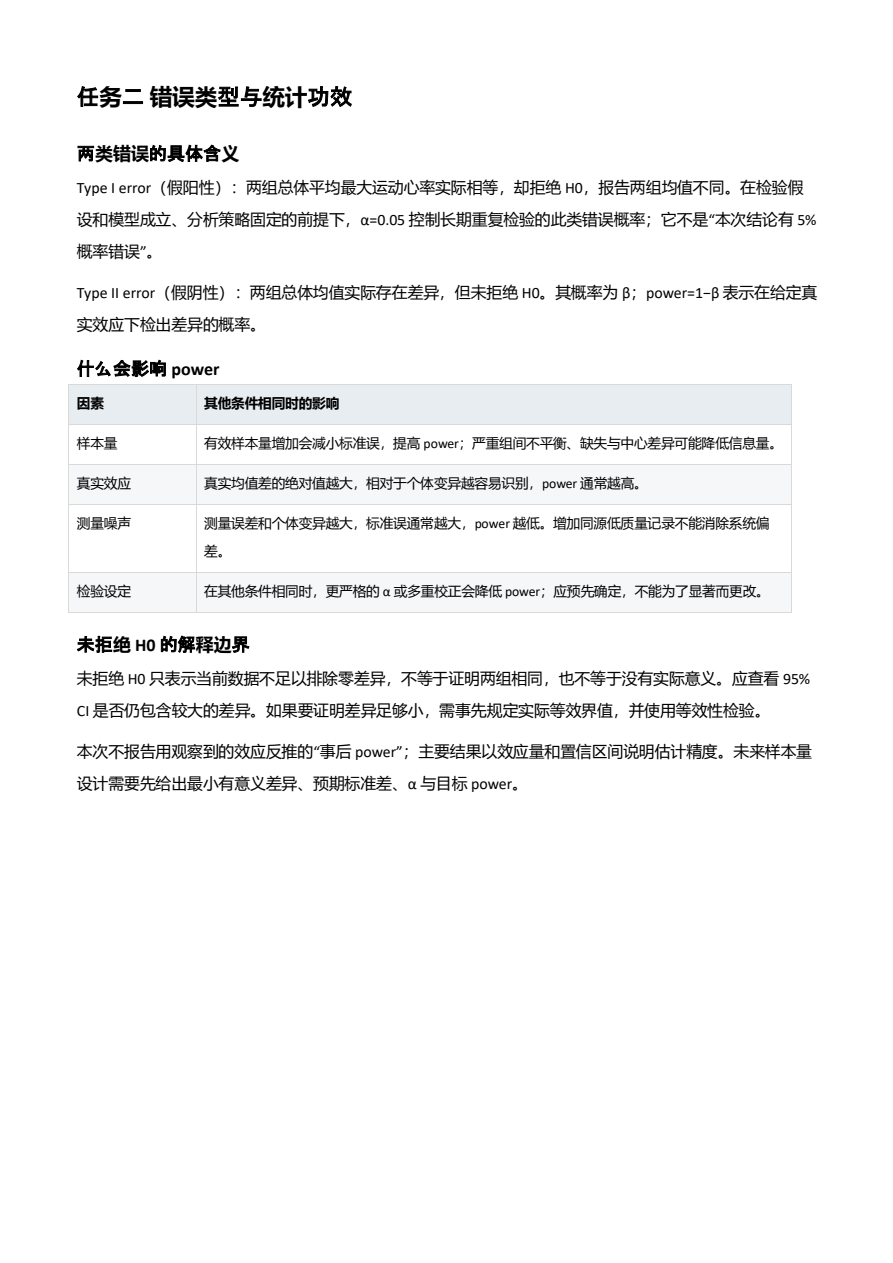 任务二 错误类型与统计功效
两类错误的具体含义
Type I error（假阳性）：两组总体平均最大运动心率实际相等，却拒绝 H0，报告两组均值不同。在检验假
设和模型成立、分析策略固定的前提下，α=0.05 控制长期重复检验的此类错误概率；它不是“本次结论有 5%
概率错误”。
Type II error（假阴性）：两组总体均值实际存在差异，但未拒绝 H0。其概率为 β；power=1−β 表示在给定真
实效应下检出差异的概率。
什么会影响 power
因素 其他条件相同时的影响
样本量 有效样本量增加会减小标准误，提高 power；严重组间不平衡、缺失与中心差异可能降低信息量。
真实效应 真实均值差的绝对值越大，相对于个体变异越容易识别，power 通常越高。
测量噪声 测量误差和个体变异越大，标准误通常越大，power 越低。增加同源低质量记录不能消除系统偏
差。
检验设定 在其他条件相同时，更严格的 α 或多重校正会降低 power；应预先确定，不能为了显著而更改。
未拒绝 H0 的解释边界
未拒绝 H0 只表示当前数据不足以排除零差异，不等于证明两组相同，也不等于没有实际意义。应查看 95%
CI 是否仍包含较大的差异。如果要证明差异足够小，需事先规定实际等效界值，并使用等效性检验。
本次不报告用观察到的效应反推的“事后 power”；主要结果以效应量和置信区间说明估计精度。未来样本量
设计需要先给出最小有意义差异、预期标准差、α 与目标 power。